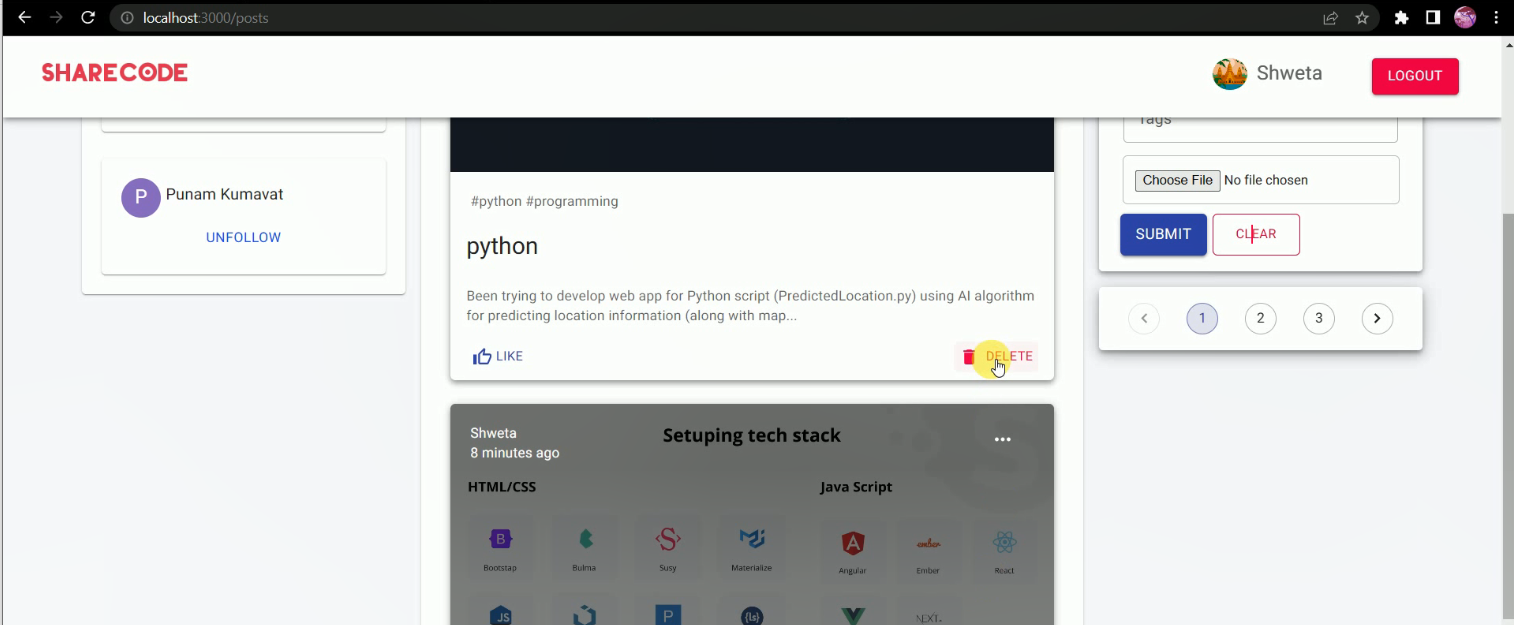 localhost:3000/posts
SHARECODE
Shweta
LOGOUT
P
Punam Kumavat
UNFOLLOW
#python #programming
python
Been trying to develop web app for Python script (PredictedLocation.py) using AI algorithm
for predicting location information (along with map...
LIKE
DELETE
Shweta
8 minutes ago
Setuping tech stack
HTML/CSS
Java Script
B
Bootstap
Bulma
S
Susy
Materialize
A
Angular
ember
Ember
React
JS
P
{ls}
NEXT.
Tags
Choose File No file chosen
SUBMIT
CLEAR
1
2
3